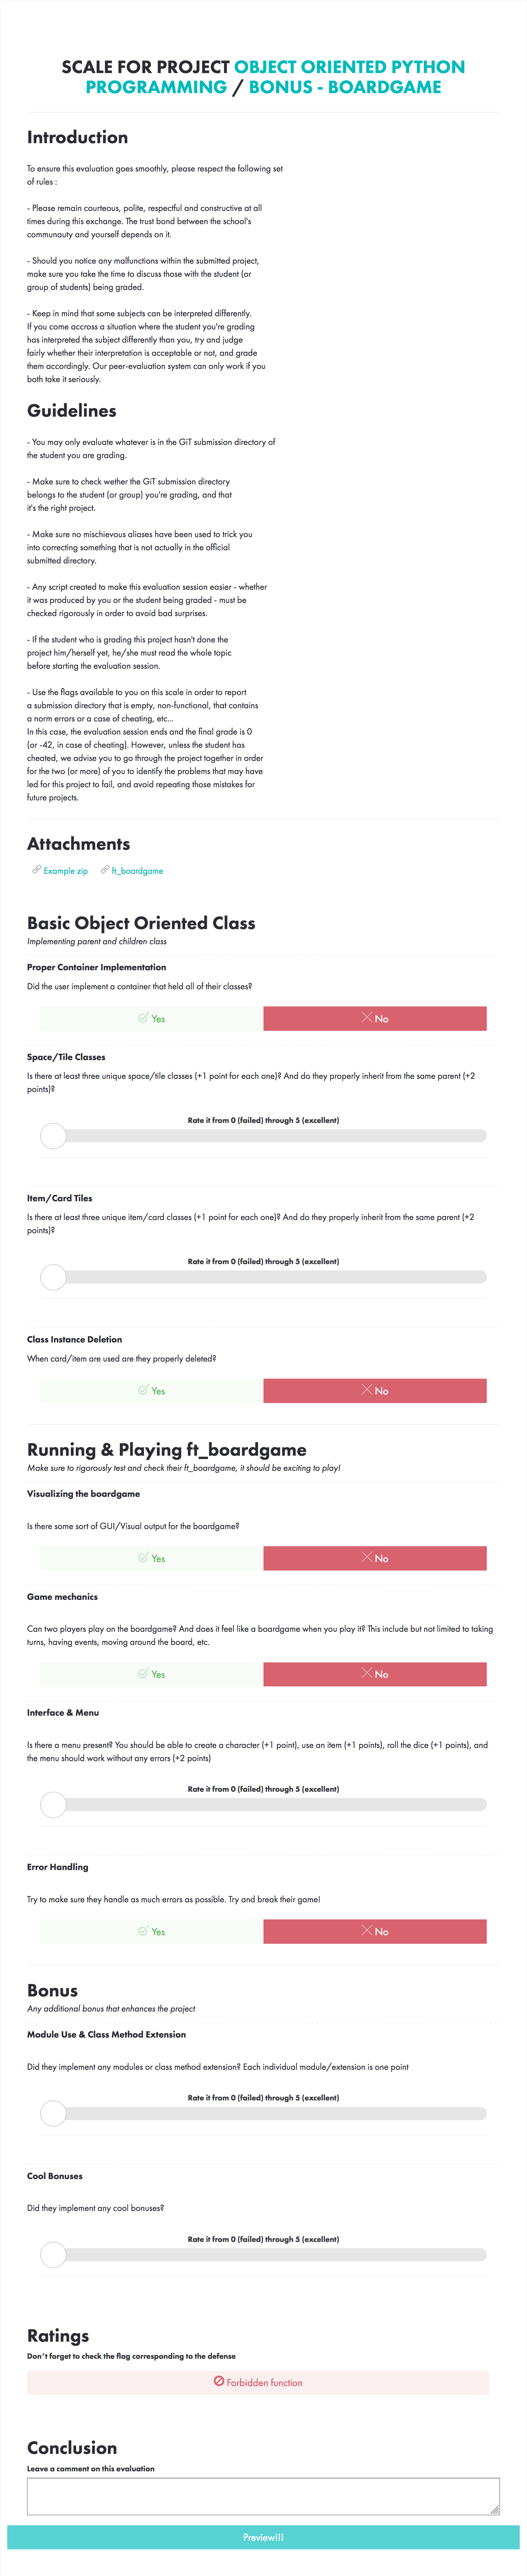 SCALE FOR PROJECT OBJECT ORIENTED PYTHON
PROGRAMMING / BONUS - BOARDGAME
Introduction
To ensure this evaluation goes smoothly, please respect the following set
of rules :
- Please remain courteous, polite, respectful and constructive at all
times during this exchange. The trust bond between the school's
communauty and yourself depends on it.
- Should you notice any malfunctions within the submitted project,
make sure you take the time to discuss those with the student (or
group of students) being graded.
- Keep in mind that some subjects can be interpreted differently.
If you come accross a situation where the student you're grading
has interpreted the subject differently than you, try and judge
fairly whether their interpretation is acceptable or not, and grade
them accordingly. Our peer-evaluation system can only work if you
both take it seriously.
Guidelines
- You may only evaluate whatever is in the GiT submission directory of
the student you are grading.
- Make sure to check wether the GiT submission directory
belongs to the student (or group) you're grading, and that
it's the right project.
- Make sure no mischievous aliases have been used to trick you
into correcting something that is not actually in the official
submitted directory.
- Any script created to make this evaluation session easier - whether
it was produced by you or the student being graded - must be
checked rigorously in order to avoid bad surprises.
- If the student who is grading this project hasn't done the
project him/herself yet, he/she must read the whole topic
before starting the evaluation session.
- Use the flags available to you on this scale in order to report
a submission directory that is empty, non-functional, that contains
a norm errors or a case of cheating, etc...
In this case, the evaluation session ends and the final grade is 0
(or -42, in case of cheating). However, unless the student has
cheated, we advise you to go through the project together in order
for the two (or more) of you to identify the problems that may have
led for this project to fail, and avoid repeating those mistakes for
future projects.
Attachments
Example zip ft_boardgame
Basic Object Oriented Class
Implementing parent and children class
Proper Container Implementation
Did the user implement a container that held all of their classes?
Yes No
Space/Tile Classes
Is there at least three unique space/tile classes (+1 point for each one)? And do they properly inherit from the same parent (+2
points)?
Rate it from 0 (failed) through 5 (excellent)
Item/Card Tiles
Is there at least three unique item/card classes (+1 point for each one)? And do they properly inherit from the same parent (+2
points)?
Rate it from 0 (failed) through 5 (excellent)
Class Instance Deletion
When card/item are used are they properly deleted?
Yes No
Running & Playing ft_boardgame
Make sure to rigorously test and check their ft_boardgame, it should be exciting to play!
Visualizing the boardgame
Is there some sort of GUI/Visual output for the boardgame?
Yes No
Game mechanics
Can two players play on the boardgame? And does it feel like a boardgame when you play it? This include but not limited to taking
turns, having events, moving around the board, etc.
Yes No
Interface & Menu
Is there a menu present? You should be able to create a character (+1 point), use an item (+1 points), roll the dice (+1 points), and
the menu should work without any errors (+2 points)
Rate it from 0 (failed) through 5 (excellent)
Error Handling
Try to make sure they handle as much errors as possible. Try and break their game!
Yes No
Bonus
Any additional bonus that enhances the project
Module Use & Class Method Extension
Did they implement any modules or class method extension? Each individual module/extension is one point
Rate it from 0 (failed) through 5 (excellent)
Cool Bonuses
Did they implement any cool bonuses?
Rate it from 0 (failed) through 5 (excellent)
Ratings
Don't forget to check the flag corresponding to the defense
Forbidden function
Conclusion
Leave a comment on this evaluation
Preview!!!